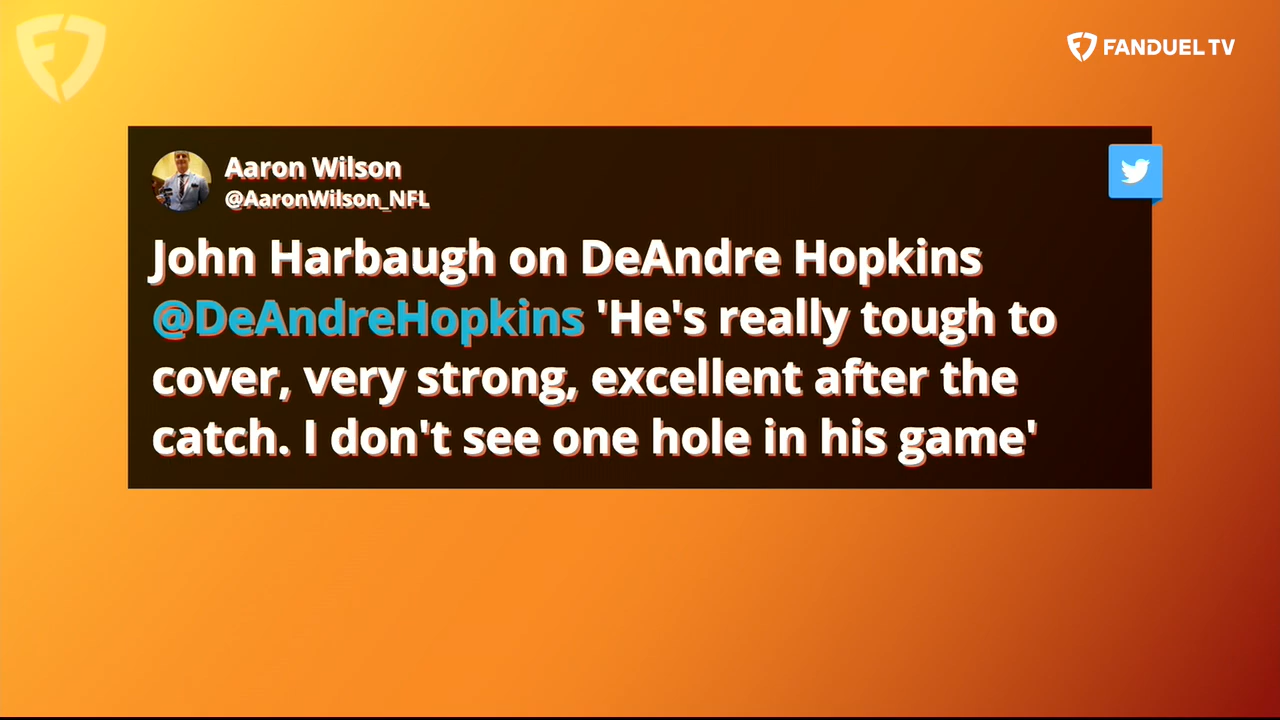 FANDUEL TV
Aaron Wilson
@AaronWilson_NFL
John Harbaugh on DeAndre Hopkins
@DeAndreHopkins 'He's really tough to
cover, very strong, excellent after the
catch. I don't see one hole in his game'